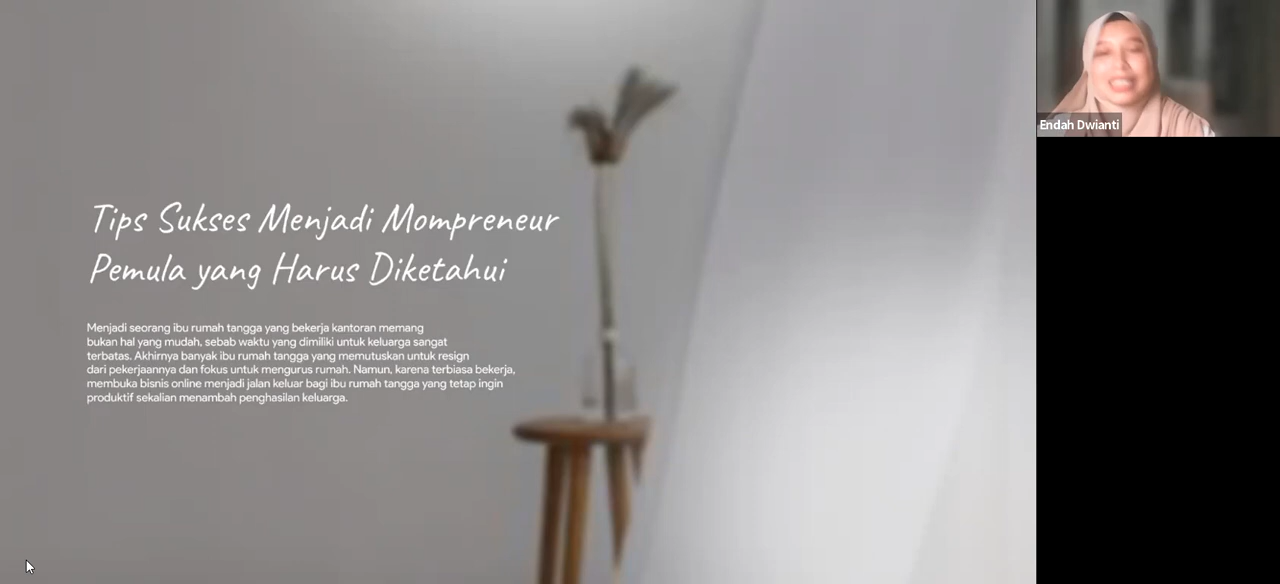 Tips Sukses Menjadi Mompreneur
Pemula yang Harus Diketahui
Menjadi seorang ibu rumah tangga yang bekerja kantoran memang
bukan hal yang mudah, sebab waktu yang dimiliki untuk keluarga sangat
terbatas. Akhirnya banyak ibu rumah tangga yang memutuskan untuk resign
dari pekerjaannya dan fokus untuk mengurus rumah. Namun, karena terbiasa bekerja,
membuka bisnis online menjadi jalan keluar bagi ibu rumah tangga yang tetap ingin
produktif sekalian menambah penghasilan keluarga.
Endah Dwianti